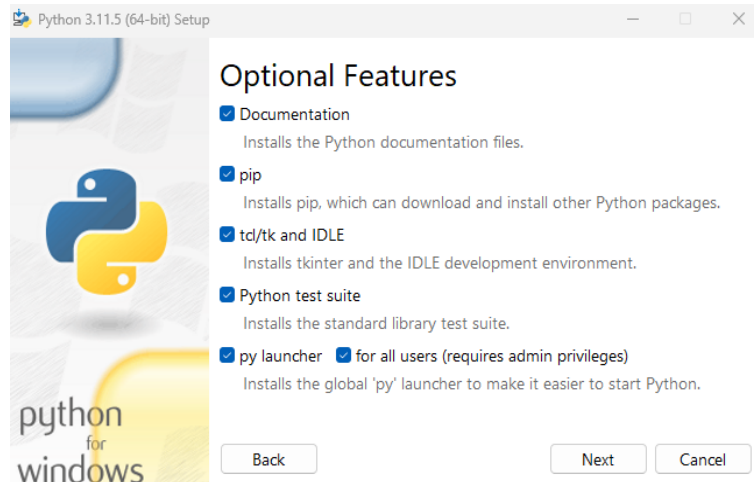 Python 3.11.5 (64-bit) Setup
Optional Features
Documentation
Installs the Python documentation files.
pip
Installs pip, which can download and install other Python packages.
tcl/tk and IDLE
Installs tkinter and the IDLE development environment.
Python test suite
Installs the standard library test suite.
py launcher for all users (requires admin privileges)
Installs the global 'py' launcher to make it easier to start Python.
python
for
windows
Back Next Cancel